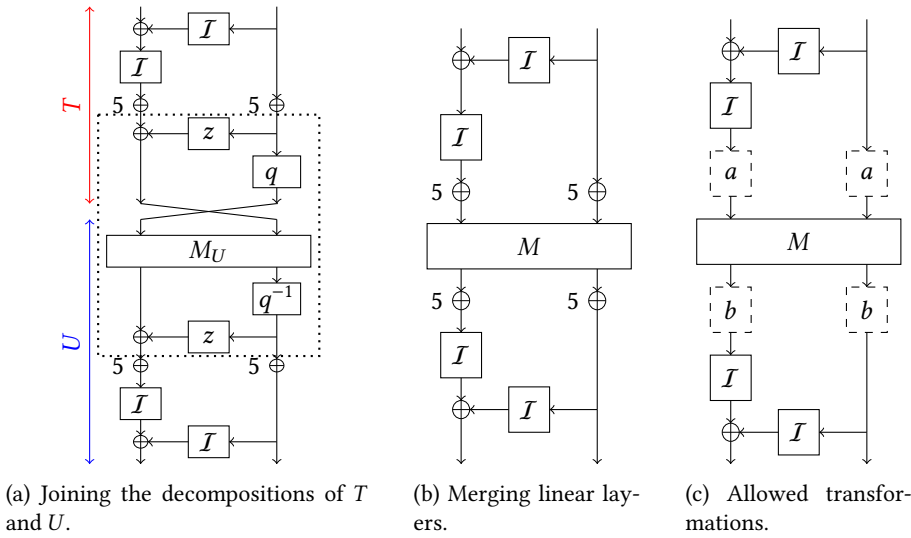 I
I
T
5
5
z
q
M_U
q⁻¹
U
z
5
5
I
I
I
I
5
5
M
5
5
I
I
I
I
a
a
M
b
b
I
I
(a) Joining the decompositions of T
and U.
(b) Merging linear lay-
ers.
(c) Allowed transfor-
mations.